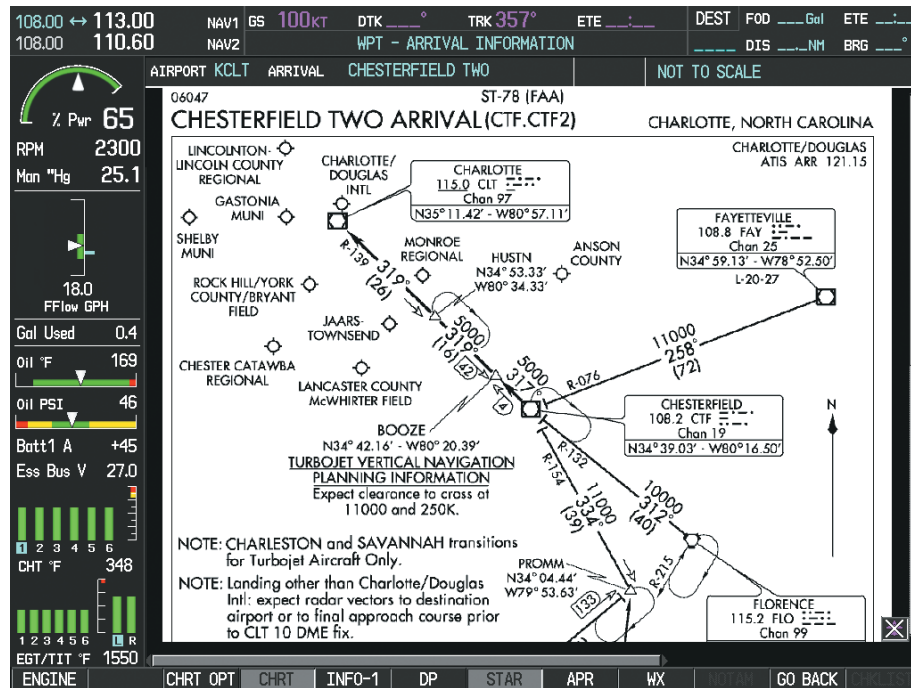 108.00 ↔ 113.00 NAV1 GS 100KT DTK ___° TRK 357° ETE __:__ DEST FOD ___Gal ETE __:__
108.00 110.60 NAV2 WPT - ARRIVAL INFORMATION ____ DIS __._NM BRG ___°
AIRPORT KCLT ARRIVAL CHESTERFIELD TWO NOT TO SCALE
% Pwr 65
RPM 2300
Man "Hg 25.1
18.0
FFlow GPH
Gal Used 0.4
Oil °F 169
Oil PSI 46
Batt1 A +45
Ess Bus V 27.0
1 2 3 4 5 6
CHT °F 348
1 2 3 4 5 6 L R
EGT/TIT °F 1550
06047 ST-78 (FAA)
CHESTERFIELD TWO ARRIVAL (CTF.CTF2) CHARLOTTE, NORTH CAROLINA
CHARLOTTE/DOUGLAS
ATIS ARR 121.15
LINCOLNTON-
LINCOLN COUNTY
REGIONAL
CHARLOTTE/
DOUGLAS
INTL
CHARLOTTE
115.0 CLT
Chan 97
N35°11.42' - W80°57.11'
GASTONIA
MUNI
SHELBY
MUNI
FAYETTEVILLE
108.8 FAY
Chan 25
N34°59.13' - W78°52.50'
L-20-27
R-139
319°
(26)
MONROE
REGIONAL
HUSTN
N34°53.33'
W80°34.33'
ANSON
COUNTY
ROCK HILL/YORK
COUNTY/BRYANT
FIELD
JAARS-
TOWNSEND
5000
319°
(16)
42
5000
317°
4
11000
258°
(72)
R-076
CHESTER CATAWBA
REGIONAL
LANCASTER COUNTY
McWHIRTER FIELD
CHESTERFIELD
108.2 CTF
Chan 19
N34°39.03' - W80°16.50'
N
BOOZE
N34°42.16' - W80°20.39'
TURBOJET VERTICAL NAVIGATION
PLANNING INFORMATION
Expect clearance to cross at
11000 and 250K.
R-132
R-154
11000
334°
(39)
10000
312°
(40)
NOTE: CHARLESTON and SAVANNAH transitions
for Turbojet Aircraft Only.
NOTE: Landing other than Charlotte/Douglas
Intl: expect radar vectors to destination
airport or to final approach course prior
to CLT 10 DME fix.
PROMM
N34°04.44'
W79°53.63'
133
R-215
FLORENCE
115.2 FLO
Chan 99
ENGINE CHRT OPT CHRT INFO-1 DP STAR APR WX NOTAM GO BACK CHKLIST